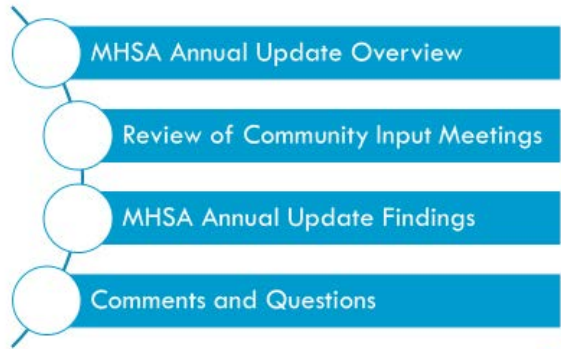 MHSA Annual Update Overview
Review of Community Input Meetings
MHSA Annual Update Findings
Comments and Questions